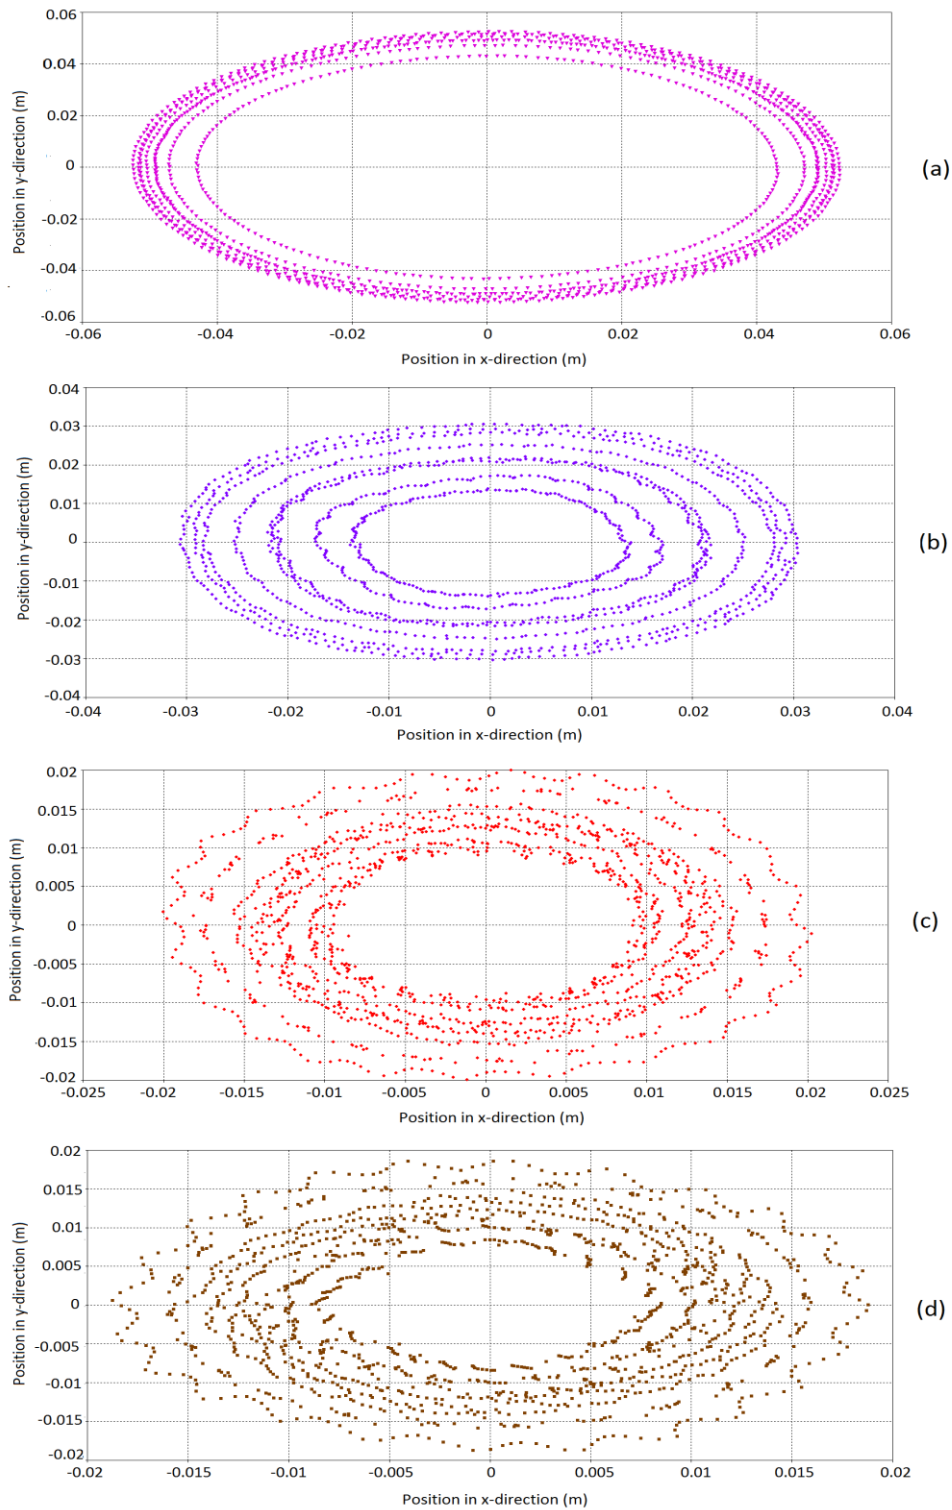 0.06
0.04
0.02
0
-0.02
-0.04
-0.06
Position in y-direction (m)
-0.06 -0.04 -0.02 0 0.02 0.04 0.06
Position in x-direction (m)
(a)
0.04
0.03
0.02
0.01
0
-0.01
-0.02
-0.03
-0.04
Position in y-direction (m)
-0.04 -0.03 -0.02 -0.01 0 0.01 0.02 0.03 0.04
Position in x-direction (m)
(b)
0.02
0.015
0.01
0.005
0
-0.005
-0.01
-0.015
-0.02
Position in y-direction (m)
-0.025 -0.02 -0.015 -0.01 -0.005 0 0.005 0.01 0.015 0.02 0.025
Position in x-direction (m)
(c)
0.02
0.015
0.01
0.005
0
-0.005
-0.01
-0.015
-0.02
Position in y-direction (m)
-0.02 -0.015 -0.01 -0.005 0 0.005 0.01 0.015 0.02
Position in x-direction (m)
(d)